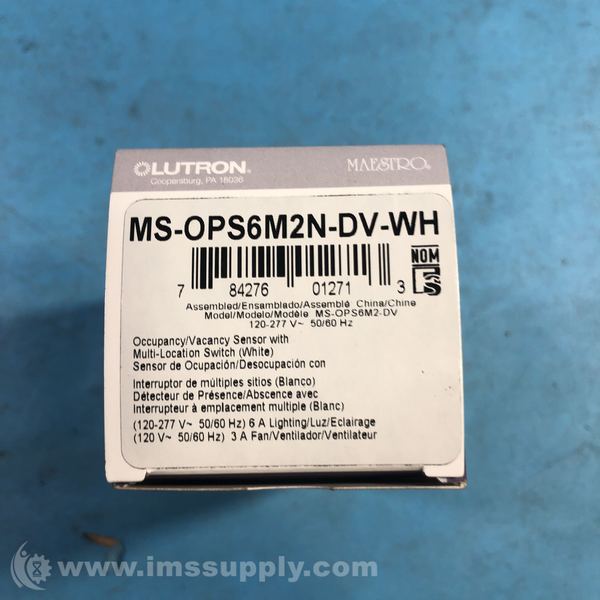 LUTRON®
Coopersburg, PA 18036
MAESTRO®
MS-OPS6M2N-DV-WH
7 84276 01271 3
NOM
Assembled/Ensamblado/Assemblé China/Chine
Model/Modelo/Modèle MS-OPS6M2-DV
120-277 V~ 50/60 Hz
Occupancy/Vacancy Sensor with
Multi-Location Switch (White)
Sensor de Ocupación/Desocupación con
Interruptor de múltiples sitios (Blanco)
Détecteur de Présence/Abscence avec
Interrupteur à emplacement multiple (Blanc)
(120-277 V~ 50/60 Hz) 6 A Lighting/Luz/Eclairage
(120 V~ 50/60 Hz) 3 A Fan/Ventilador/Ventilateur
www.imssupply.com